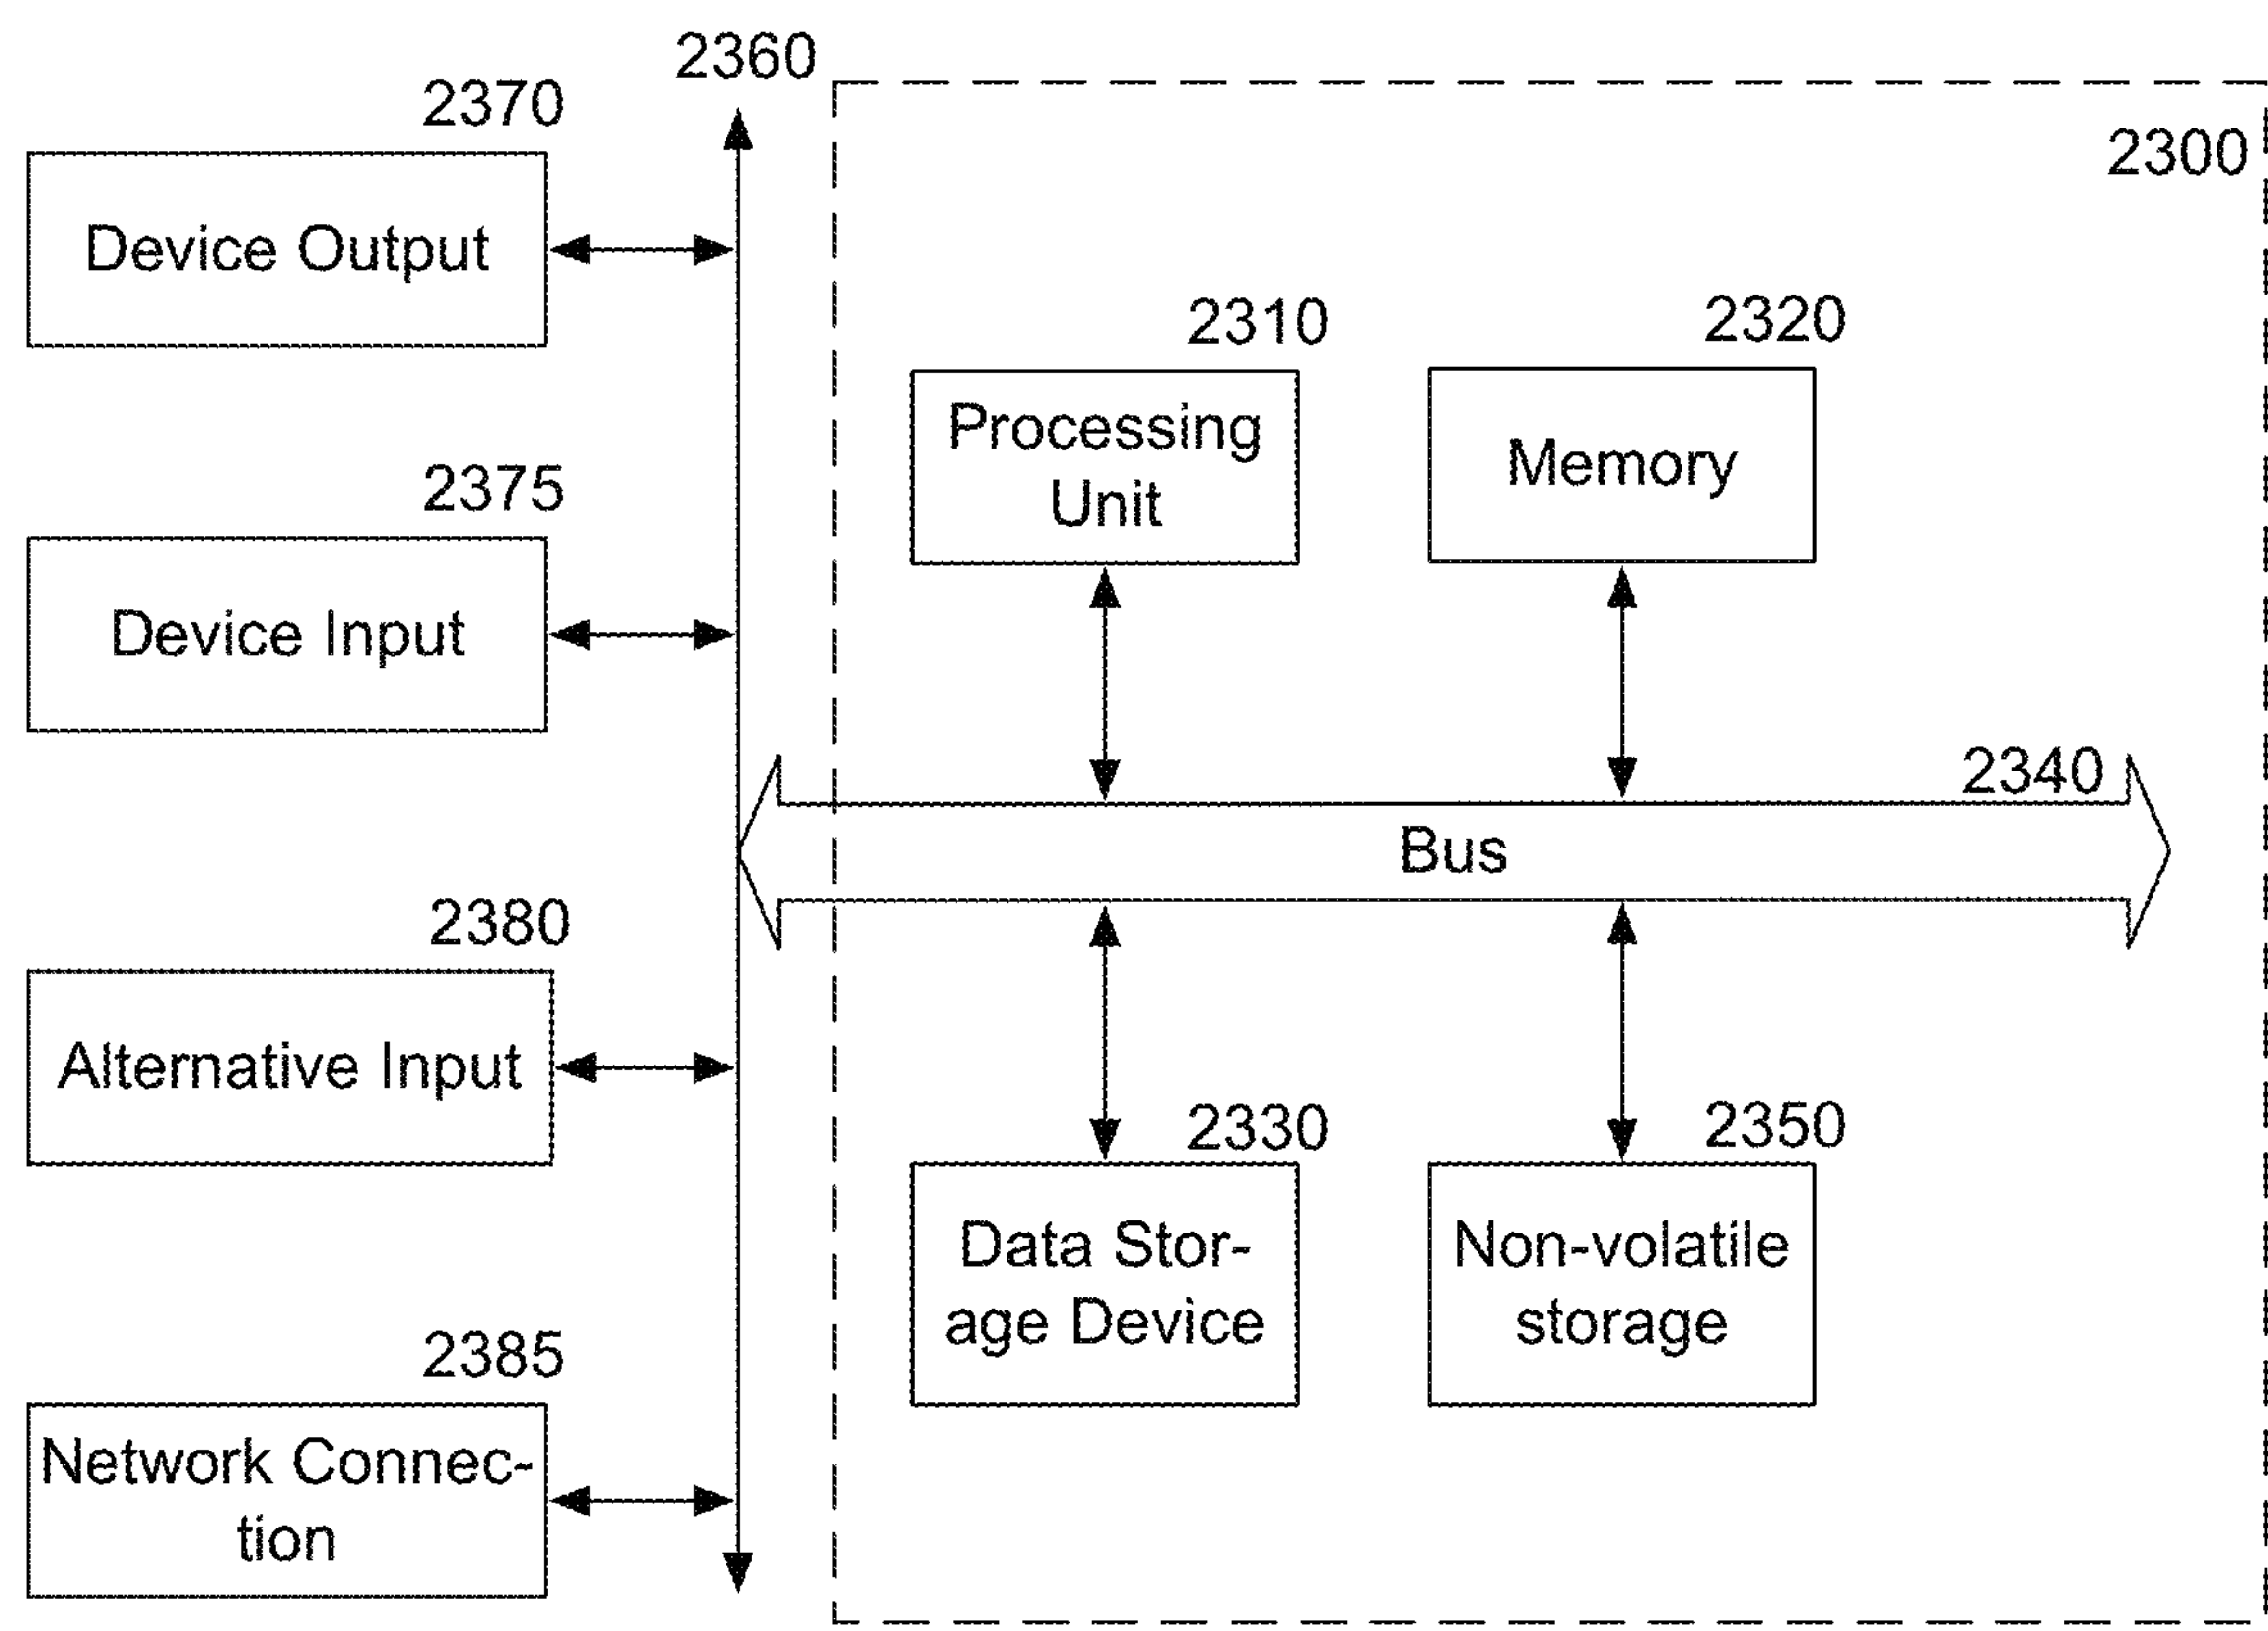 2360
2370
Device Output
2300
2310
Processing
Unit
2320
Memory
2375
Device Input
2340
Bus
2380
Alternative Input
2330
Data Stor-
age Device
2350
Non-volatile
storage
2385
Network Connec-
tion